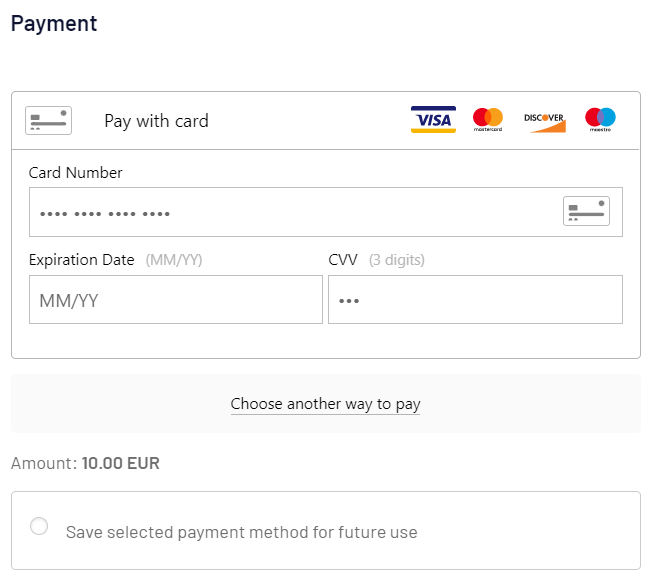 Payment
Pay with card VISA mastercard DISCOVER maestro
Card Number
•••• •••• •••• ••••
Expiration Date (MM/YY) CVV (3 digits)
MM/YY •••
Choose another way to pay
Amount: 10.00 EUR
Save selected payment method for future use